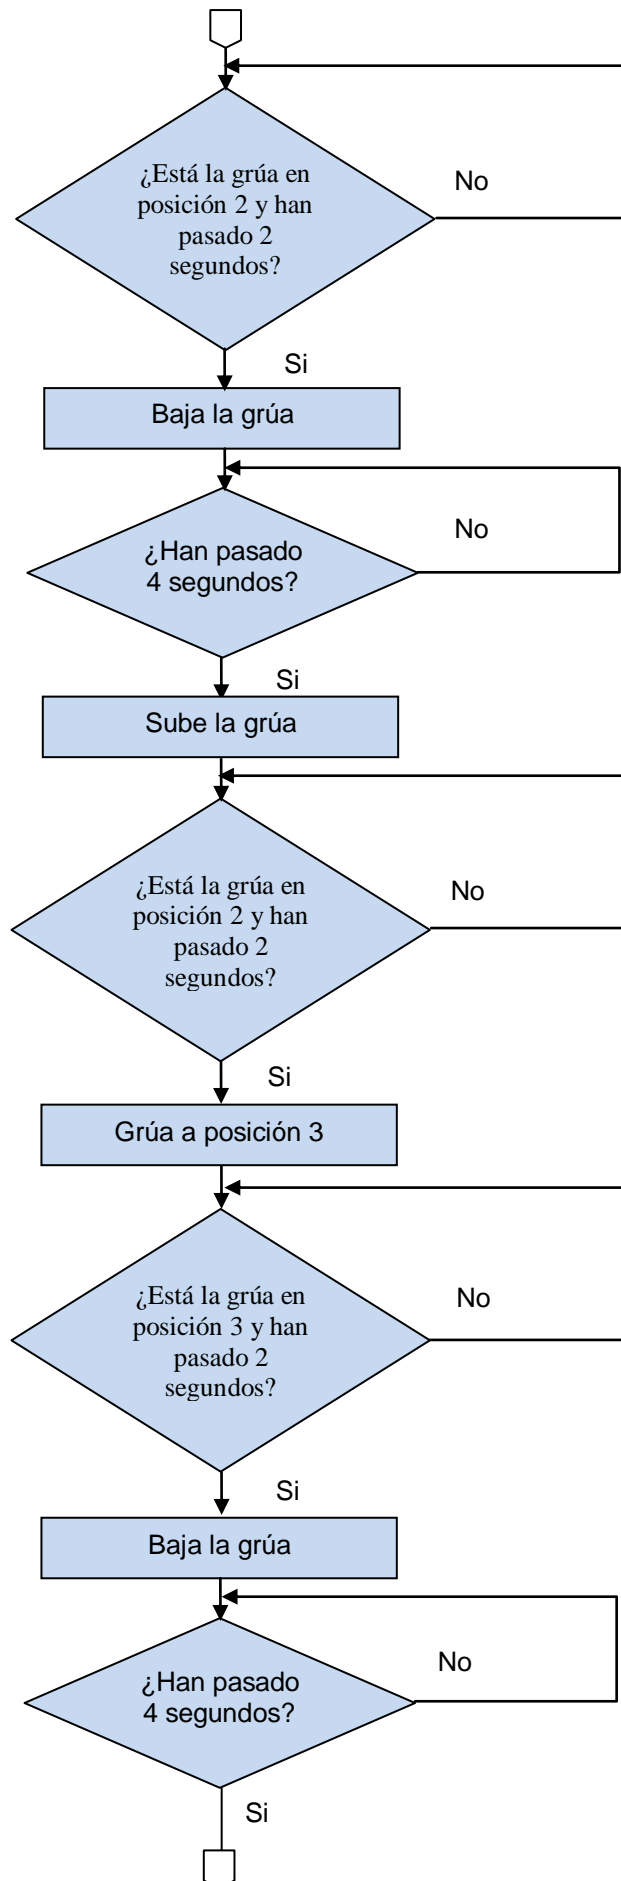 ¿Está la grúa en
posición 2 y han
pasado 2
segundos?
No
Si
Baja la grúa
¿Han pasado
4 segundos?
No
Si
Sube la grúa
¿Está la grúa en
posición 2 y han
pasado 2
segundos?
No
Si
Grúa a posición 3
¿Está la grúa en
posición 3 y han
pasado 2
segundos?
No
Si
Baja la grúa
¿Han pasado
4 segundos?
No
Si